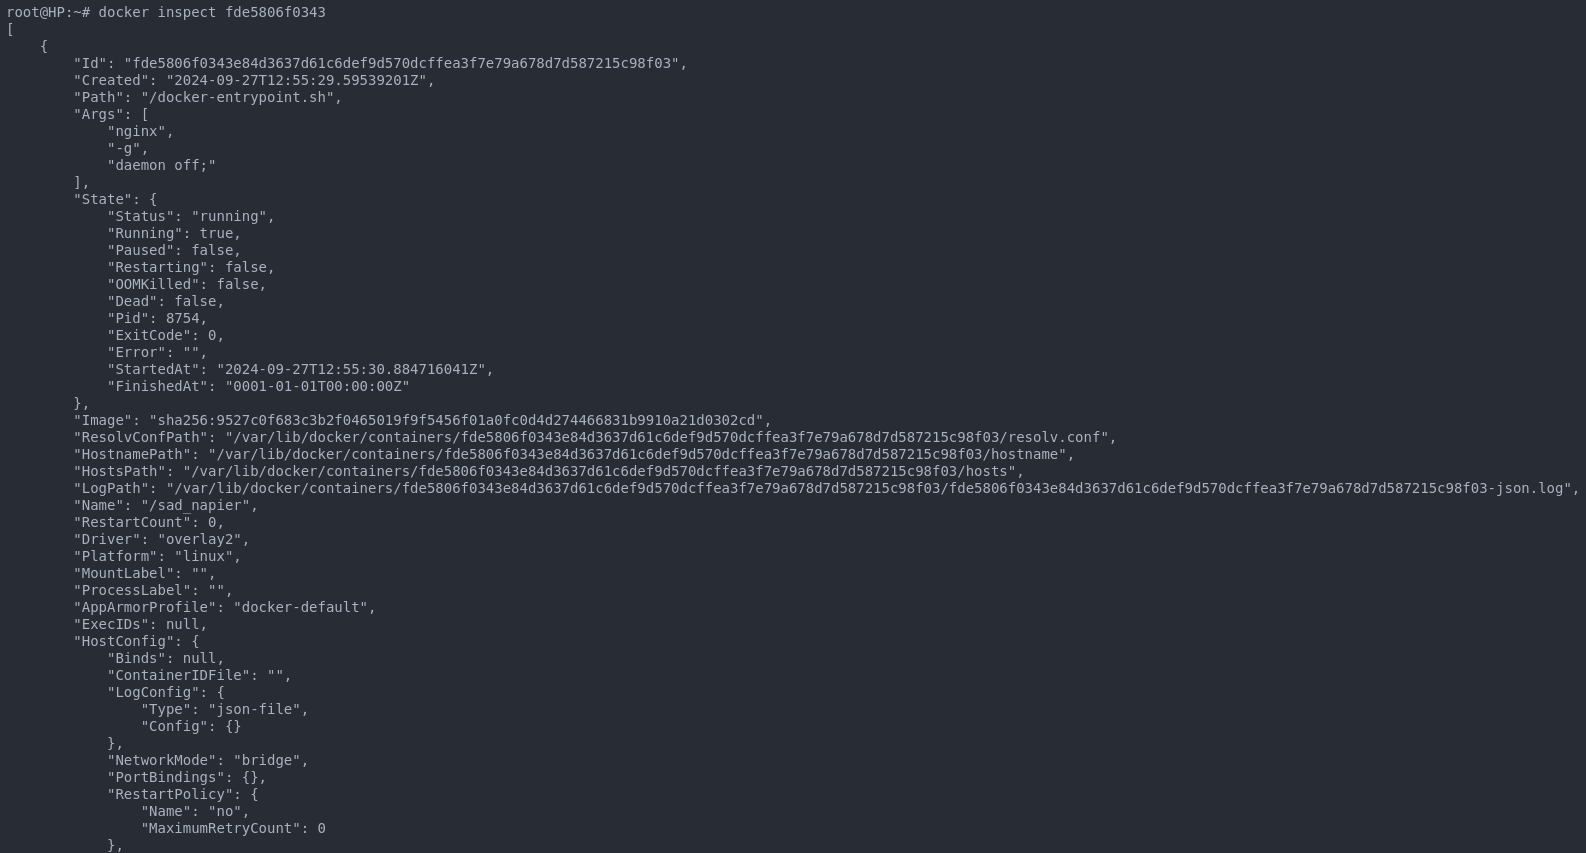 root@HP:~# docker inspect fde5806f0343
[
    {
        "Id": "fde5806f0343e84d3637d61c6def9d570dcffea3f7e79a678d7d587215c98f03",
        "Created": "2024-09-27T12:55:29.59539201Z",
        "Path": "/docker-entrypoint.sh",
        "Args": [
            "nginx",
            "-g",
            "daemon off;"
        ],
        "State": {
            "Status": "running",
            "Running": true,
            "Paused": false,
            "Restarting": false,
            "OOMKilled": false,
            "Dead": false,
            "Pid": 8754,
            "ExitCode": 0,
            "Error": "",
            "StartedAt": "2024-09-27T12:55:30.884716041Z",
            "FinishedAt": "0001-01-01T00:00:00Z"
        },
        "Image": "sha256:9527c0f683c3b2f0465019f9f5456f01a0fc0d4d274466831b9910a21d0302cd",
        "ResolvConfPath": "/var/lib/docker/containers/fde5806f0343e84d3637d61c6def9d570dcffea3f7e79a678d7d587215c98f03/resolv.conf",
        "HostnamePath": "/var/lib/docker/containers/fde5806f0343e84d3637d61c6def9d570dcffea3f7e79a678d7d587215c98f03/hostname",
        "HostsPath": "/var/lib/docker/containers/fde5806f0343e84d3637d61c6def9d570dcffea3f7e79a678d7d587215c98f03/hosts",
        "LogPath": "/var/lib/docker/containers/fde5806f0343e84d3637d61c6def9d570dcffea3f7e79a678d7d587215c98f03/fde5806f0343e84d3637d61c6def9d570dcffea3f7e79a678d7d587215c98f03-json.log",
        "Name": "/sad_napier",
        "RestartCount": 0,
        "Driver": "overlay2",
        "Platform": "linux",
        "MountLabel": "",
        "ProcessLabel": "",
        "AppArmorProfile": "docker-default",
        "ExecIDs": null,
        "HostConfig": {
            "Binds": null,
            "ContainerIDFile": "",
            "LogConfig": {
                "Type": "json-file",
                "Config": {}
            },
            "NetworkMode": "bridge",
            "PortBindings": {},
            "RestartPolicy": {
                "Name": "no",
                "MaximumRetryCount": 0
            },